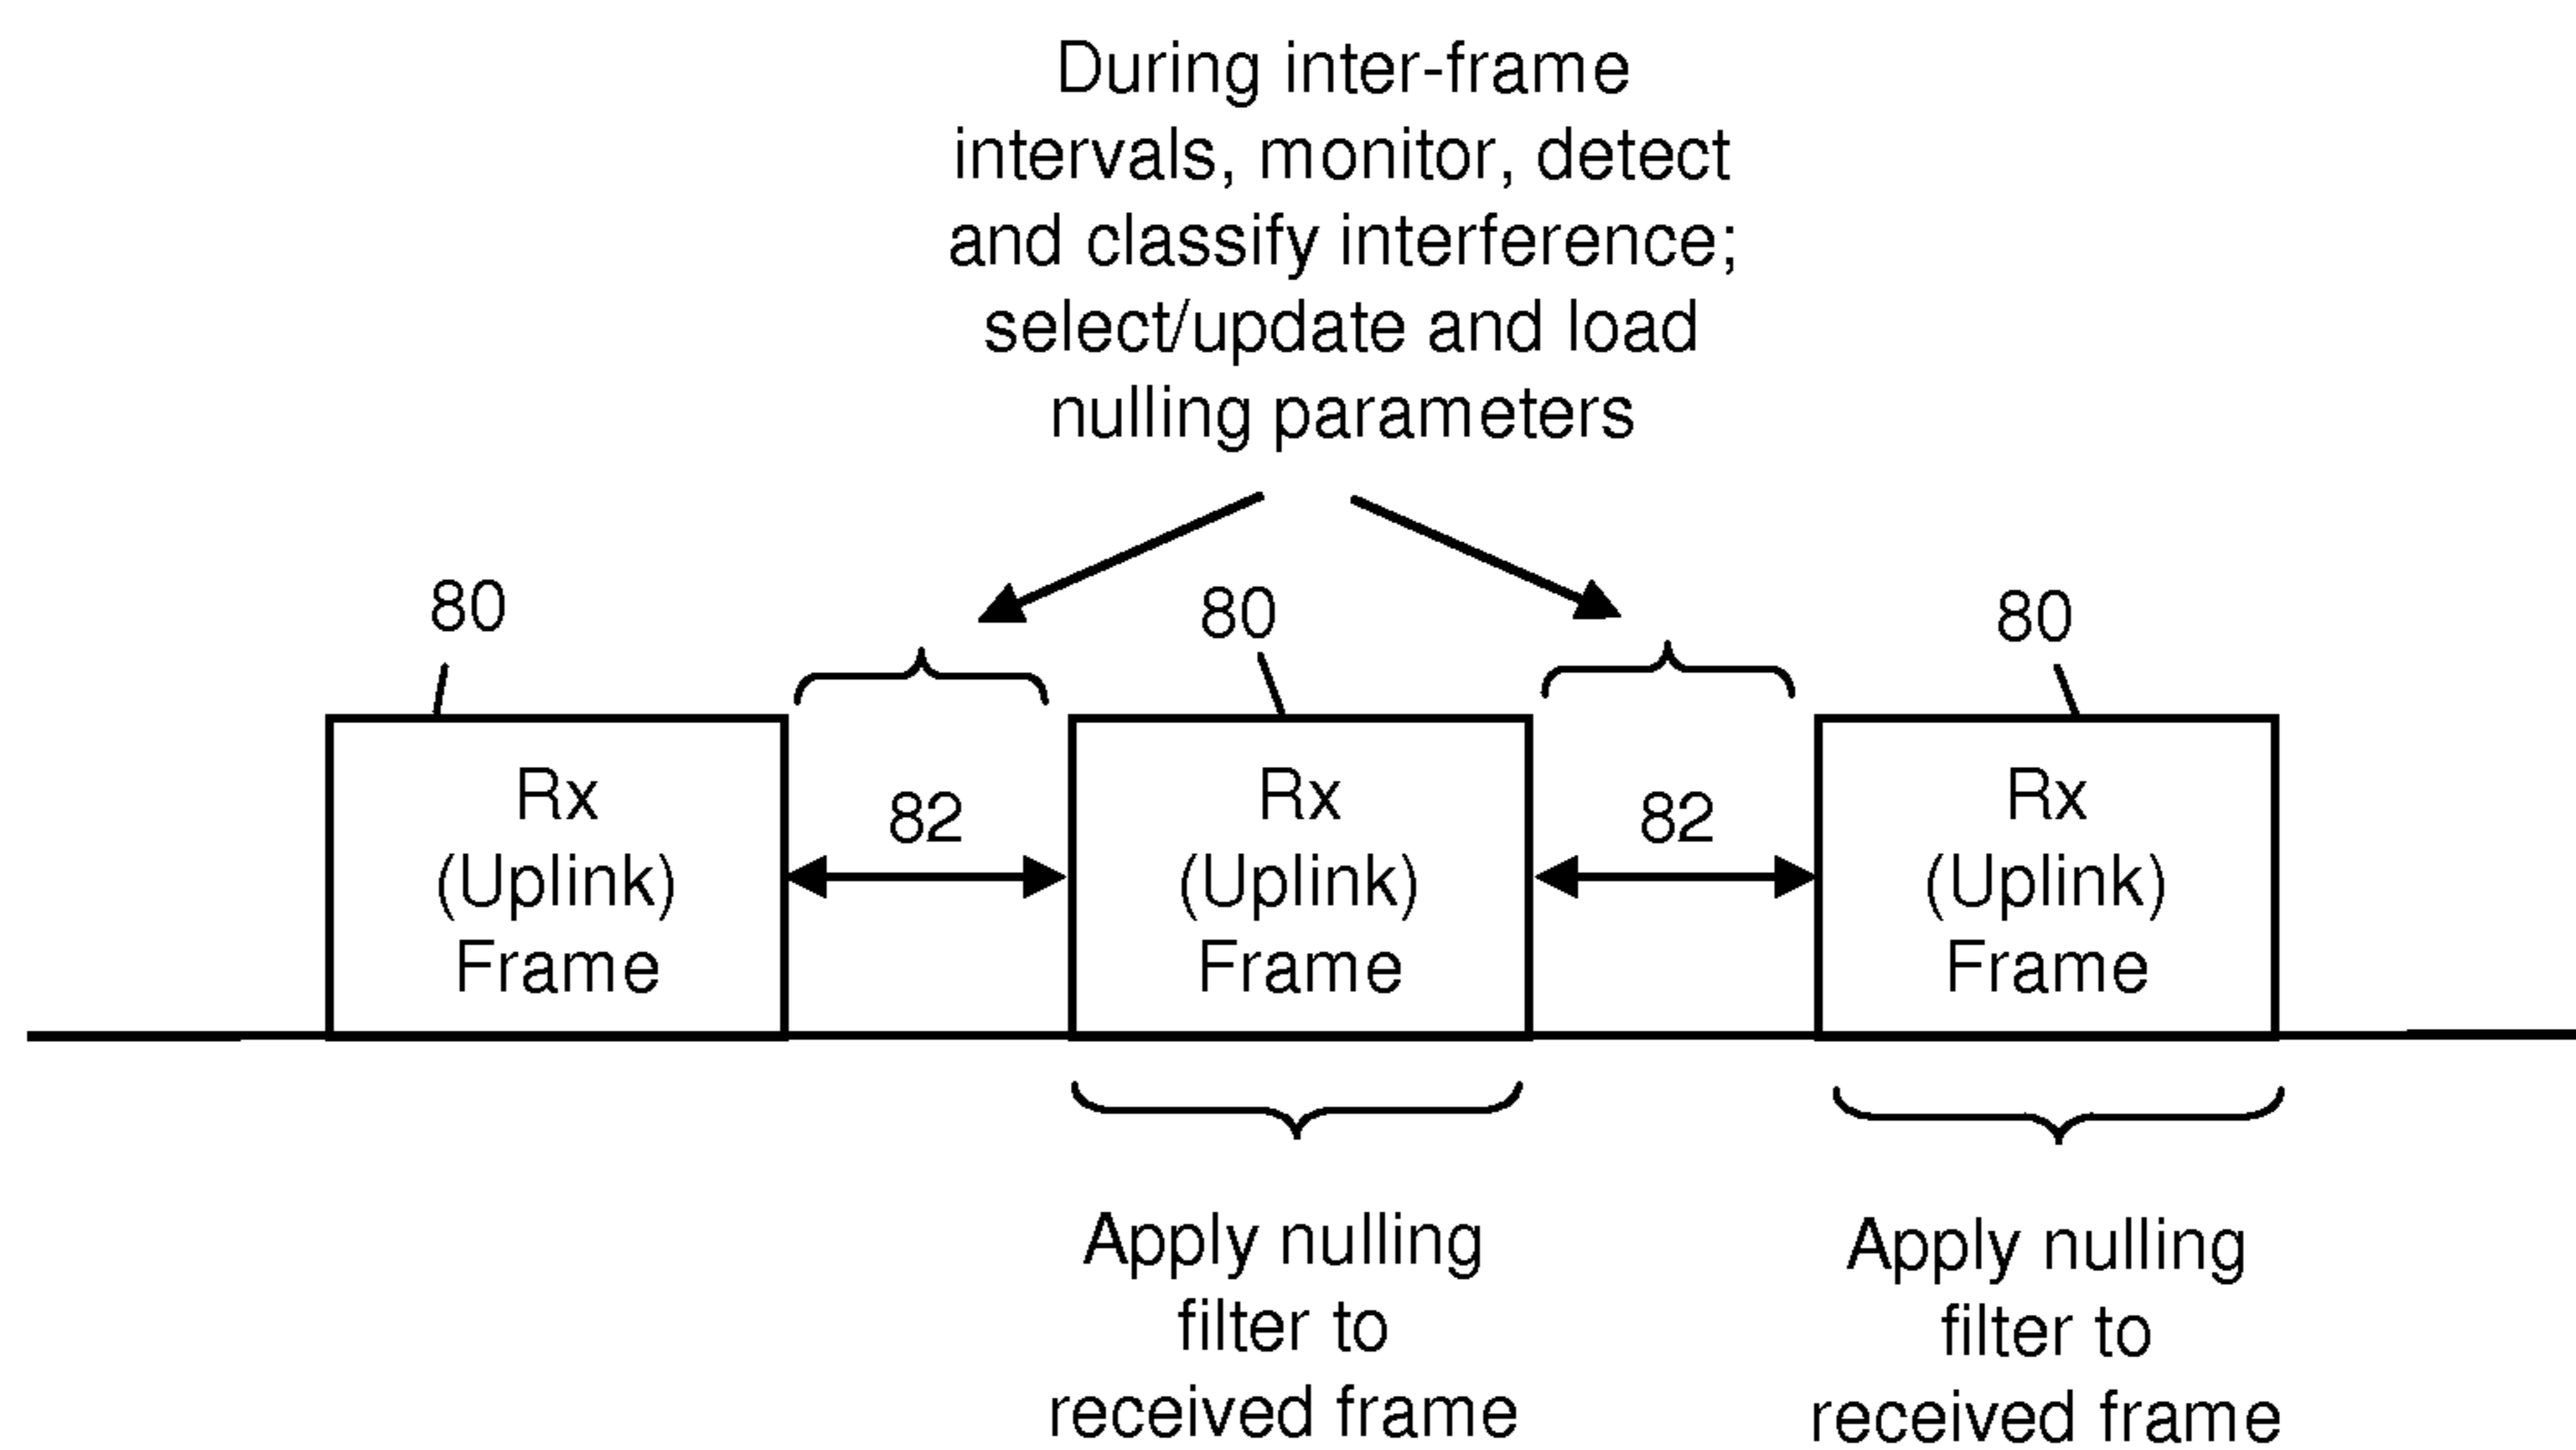 During inter-frame
intervals, monitor, detect
and classify interference;
select/update and load
nulling parameters
80
80
80
Rx
(Uplink)
Frame
82
Rx
(Uplink)
Frame
82
Rx
(Uplink)
Frame
Apply nulling
filter to
received frame
Apply nulling
filter to
received frame